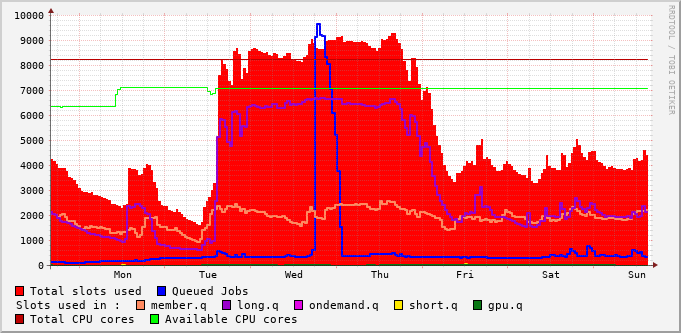 10000
9000
8000
7000
6000
5000
4000
3000
2000
1000
0
Mon Tue Wed Thu Fri Sat Sun
RRDTOOL / TOBI OETIKER
Total slots used Queued Jobs
Slots used in : member.q long.q ondemand.q short.q gpu.q
Total CPU cores Available CPU cores